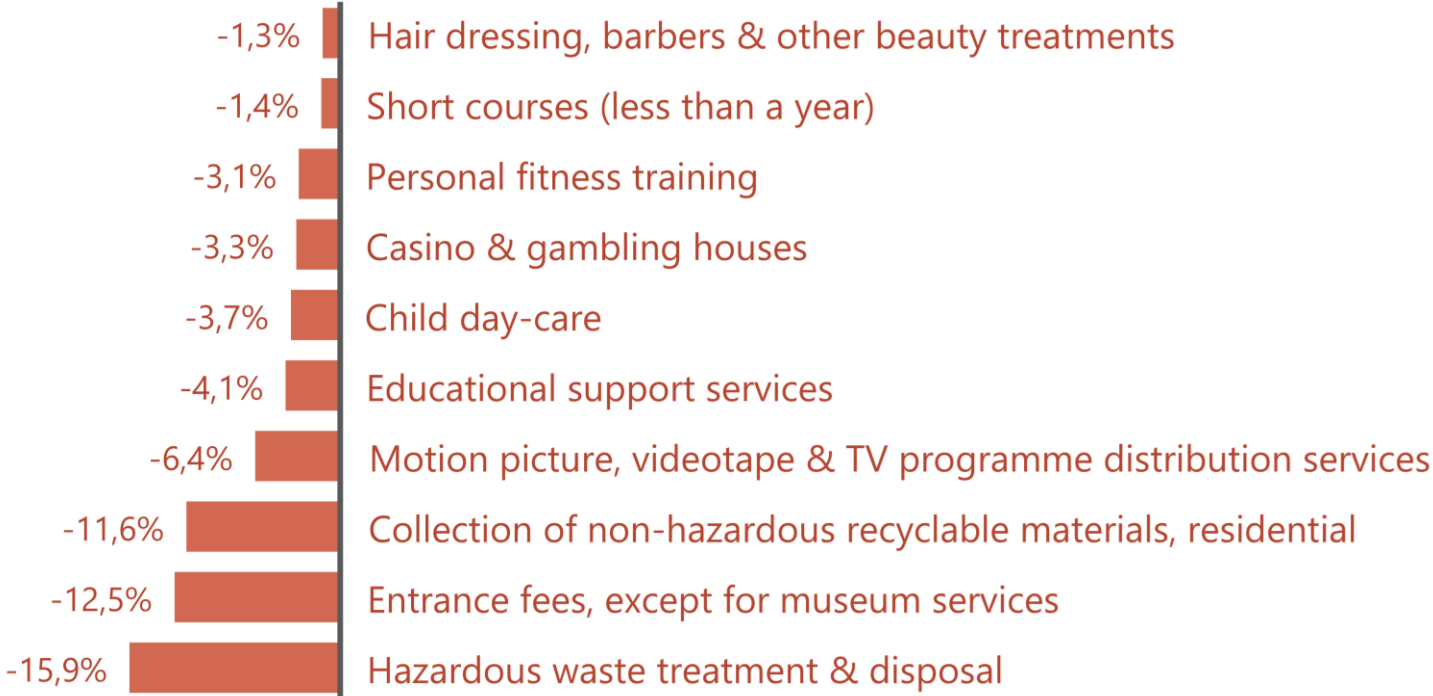 -1,3% Hair dressing, barbers & other beauty treatments
-1,4% Short courses (less than a year)
-3,1% Personal fitness training
-3,3% Casino & gambling houses
-3,7% Child day-care
-4,1% Educational support services
-6,4% Motion picture, videotape & TV programme distribution services
-11,6% Collection of non-hazardous recyclable materials, residential
-12,5% Entrance fees, except for museum services
-15,9% Hazardous waste treatment & disposal